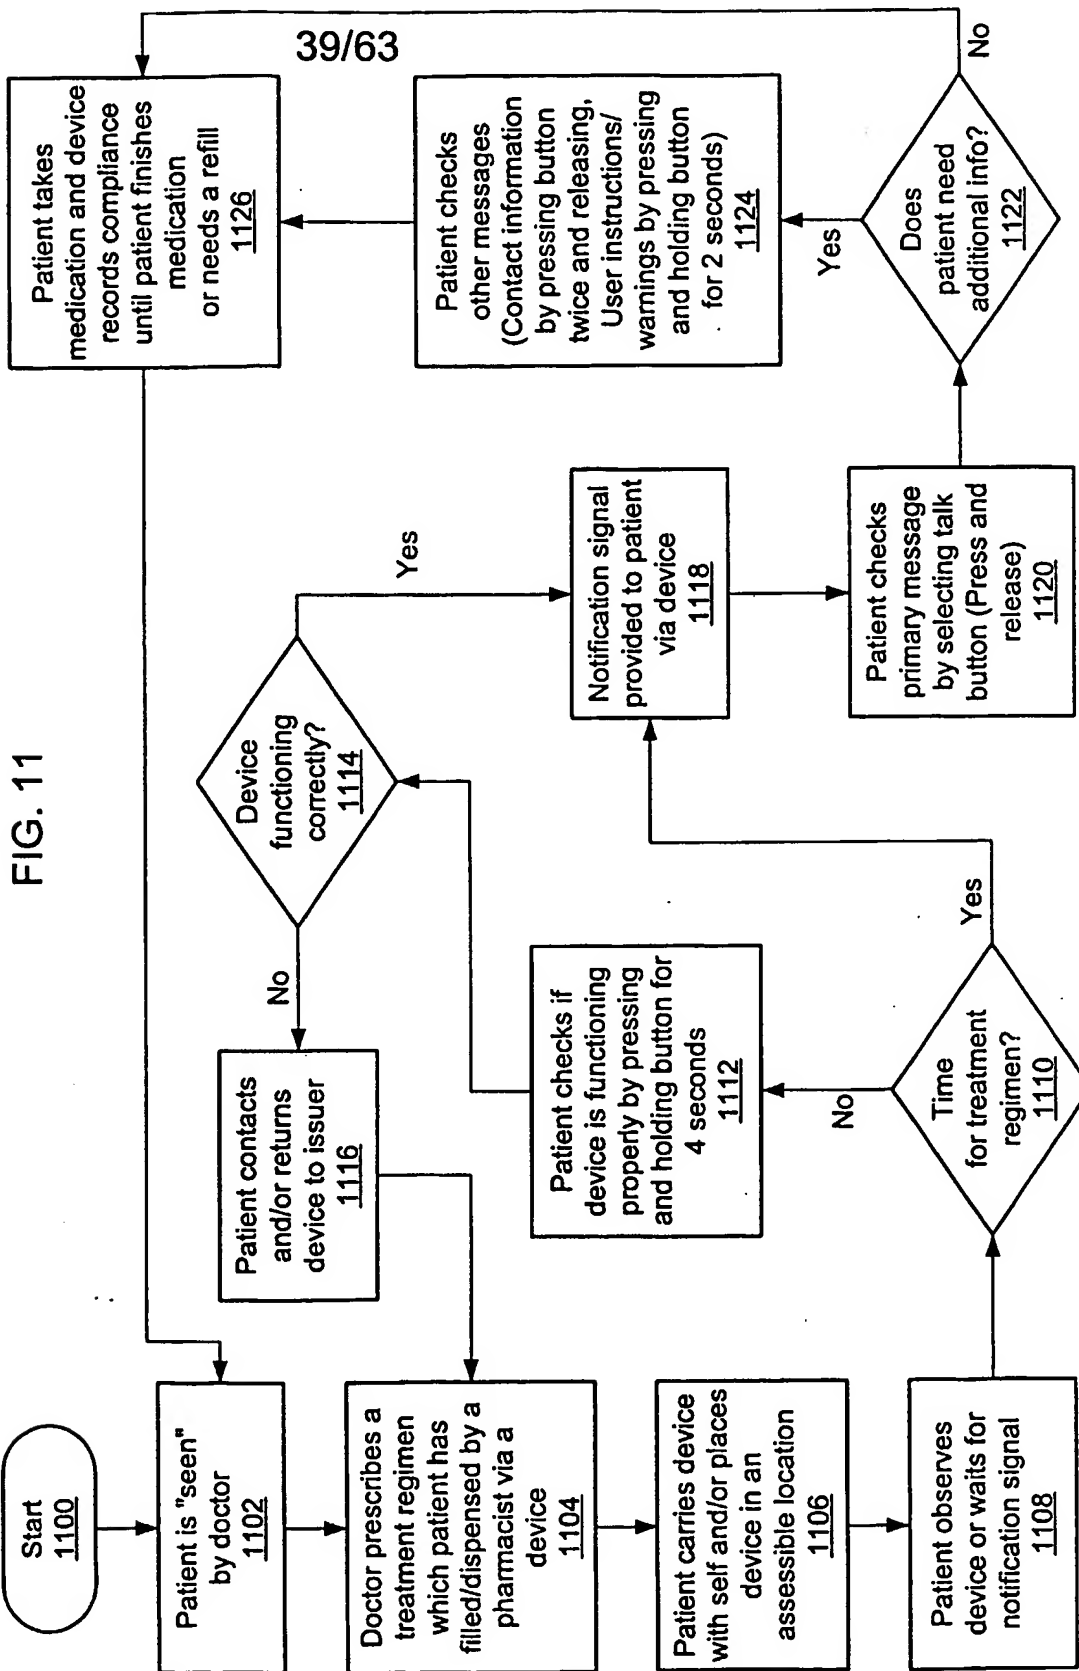 39/63
FIG. 11
Start
1100
Patient is "seen"
by doctor
1102
Doctor prescribes a
treatment regimen
which patient has
filled/dispensed by a
pharmacist via a
device
1104
Patient carries device
with self and/or places
device in an
assessible location
1106
Patient observes
device or waits for
notification signal
1108
Time
for treatment
regimen?
1110
No
Yes
Patient checks if
device is functioning
properly by pressing
and holding button for
4 seconds
1112
Device
functioning
correctly?
1114
No
Yes
Patient contacts
and/or returns
device to issuer
1116
Notification signal
provided to patient
via device
1118
Patient checks
primary message
by selecting talk
button (Press and
release)
1120
Does
patient need
additional info?
1122
Yes
No
Patient checks
other messages
(Contact information
by pressing button
twice and releasing,
User instructions/
warnings by pressing
and holding button
for 2 seconds)
1124
Patient takes
medication and device
records compliance
until patient finishes
medication
or needs a refill
1126